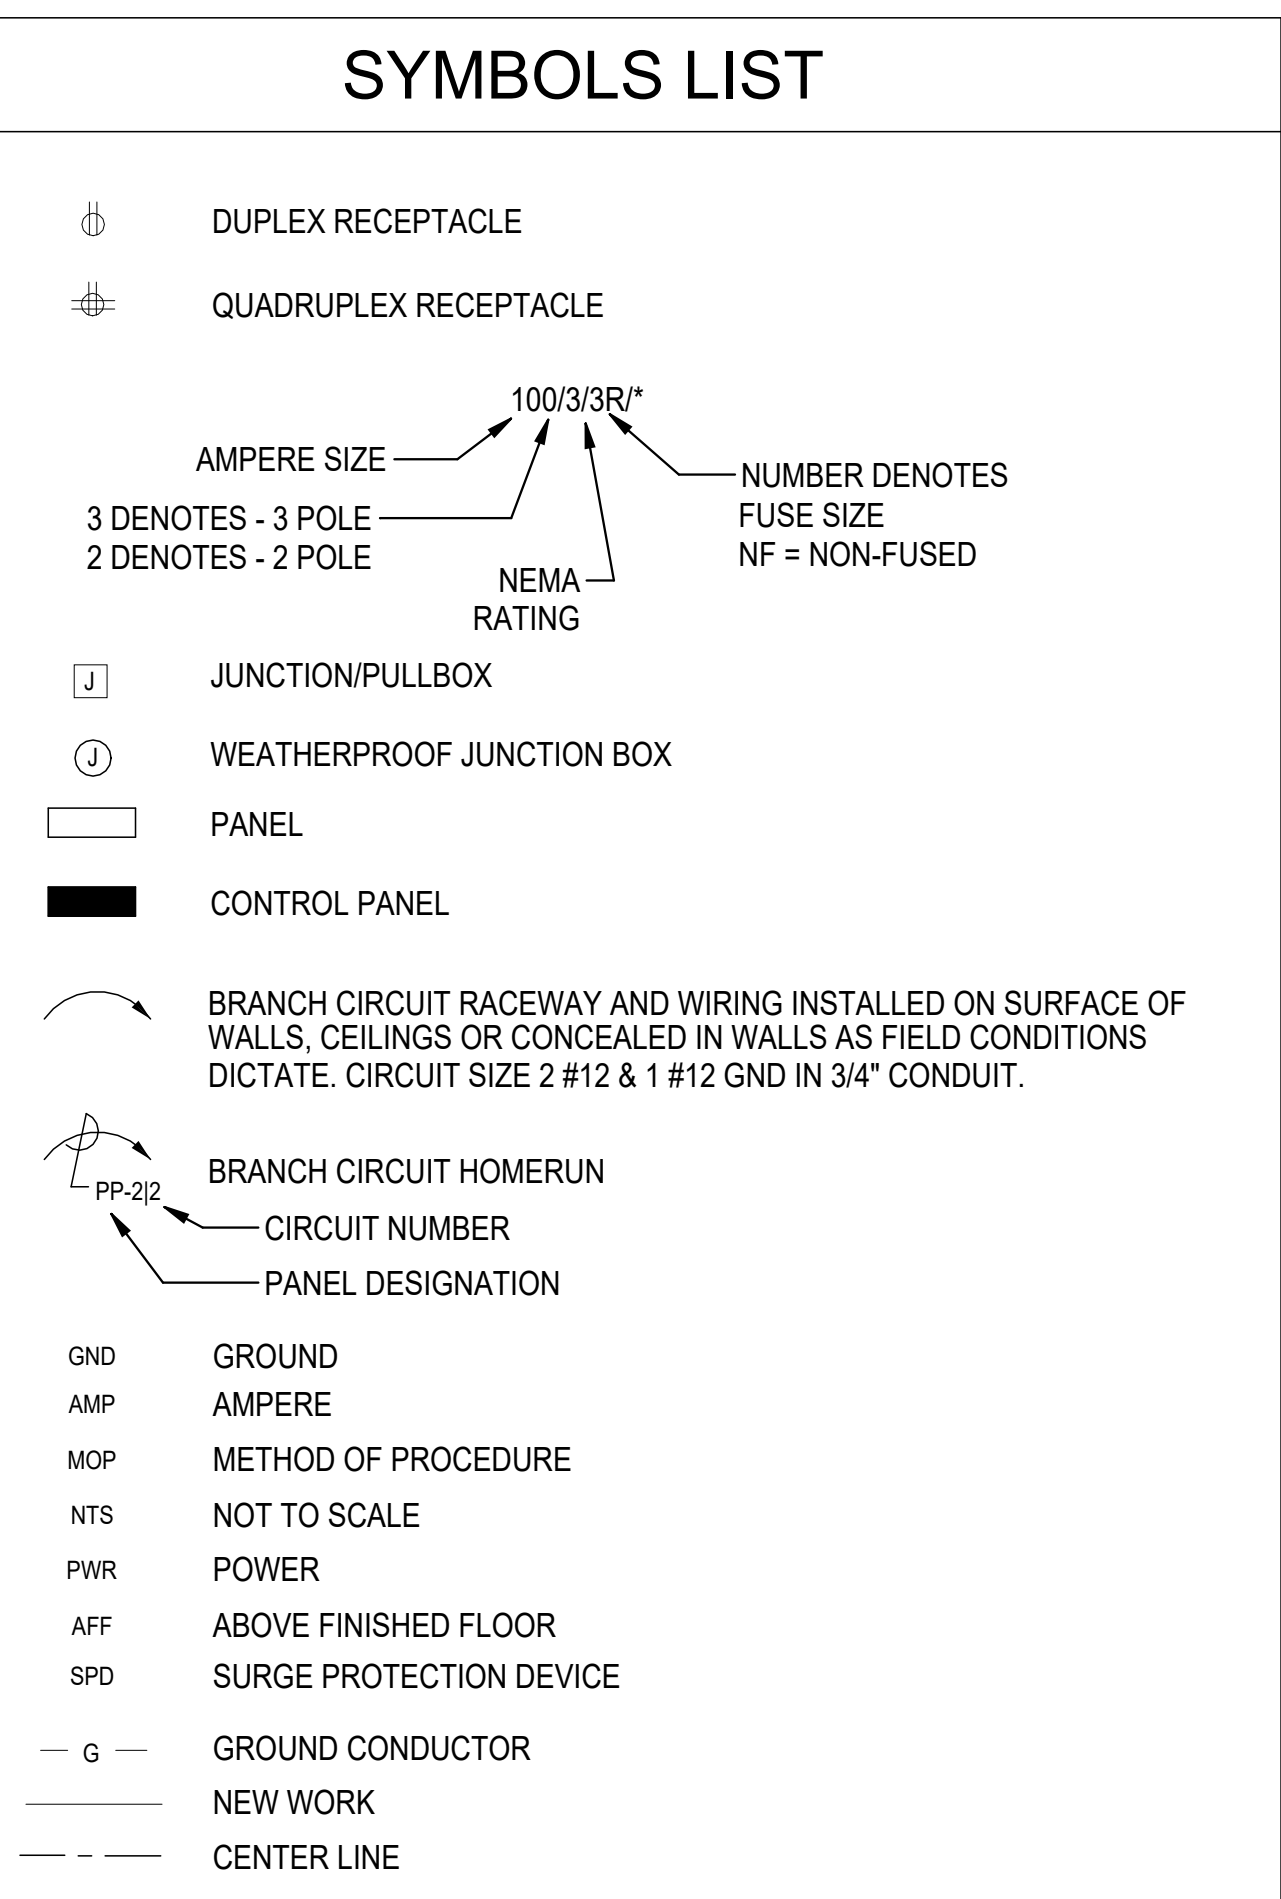 SYMBOLS LIST
DUPLEX RECEPTACLE
QUADRUPLEX RECEPTACLE
100/3/3R/*
AMPERE SIZE
3 DENOTES - 3 POLE
2 DENOTES - 2 POLE
NEMA
RATING
NUMBER DENOTES
FUSE SIZE
NF = NON-FUSED
J JUNCTION/PULLBOX
J WEATHERPROOF JUNCTION BOX
PANEL
CONTROL PANEL
BRANCH CIRCUIT RACEWAY AND WIRING INSTALLED ON SURFACE OF
WALLS, CEILINGS OR CONCEALED IN WALLS AS FIELD CONDITIONS
DICTATE. CIRCUIT SIZE 2 #12 & 1 #12 GND IN 3/4" CONDUIT.
BRANCH CIRCUIT HOMERUN
PP-2|2
CIRCUIT NUMBER
PANEL DESIGNATION
GND GROUND
AMP AMPERE
MOP METHOD OF PROCEDURE
NTS NOT TO SCALE
PWR POWER
AFF ABOVE FINISHED FLOOR
SPD SURGE PROTECTION DEVICE
G GROUND CONDUCTOR
NEW WORK
CENTER LINE